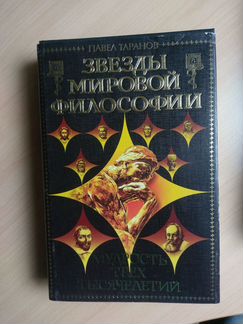 ПАВЕЛ ТАРАНОВ
ЗВЕЗДЫ
МИРОВОЙ
ФИЛОСОФИИ
МУДРОСТЬ
ТРЕХ
ТЫСЯЧЕЛЕТИЙ